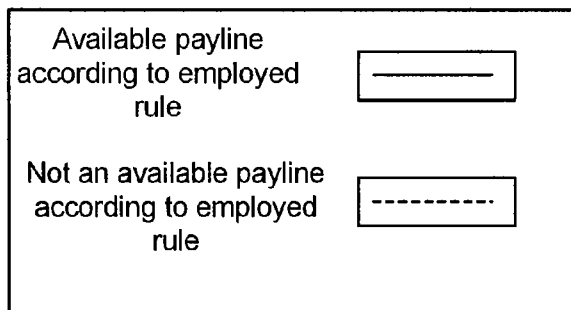 Available payline
according to employed
rule
Not an available payline
according to employed
rule